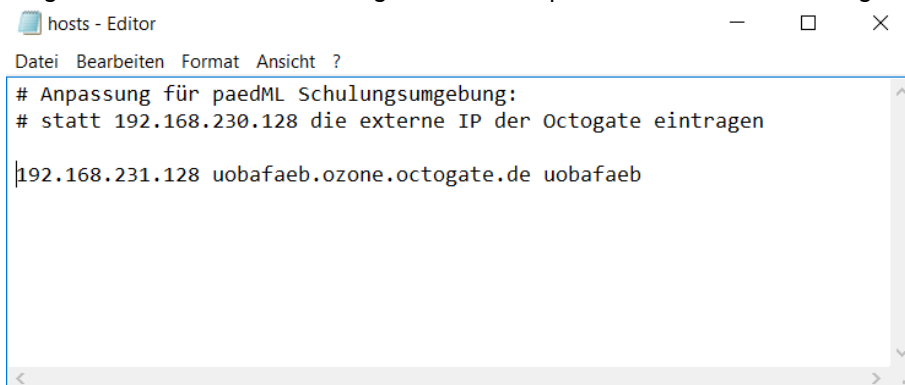 hosts - Editor
Datei Bearbeiten Format Ansicht ?
# Anpassung für paedML Schulungsumgebung:
# statt 192.168.230.128 die externe IP der Octogate eintragen
192.168.231.128 uobafaeb.ozone.octogate.de uobafaeb